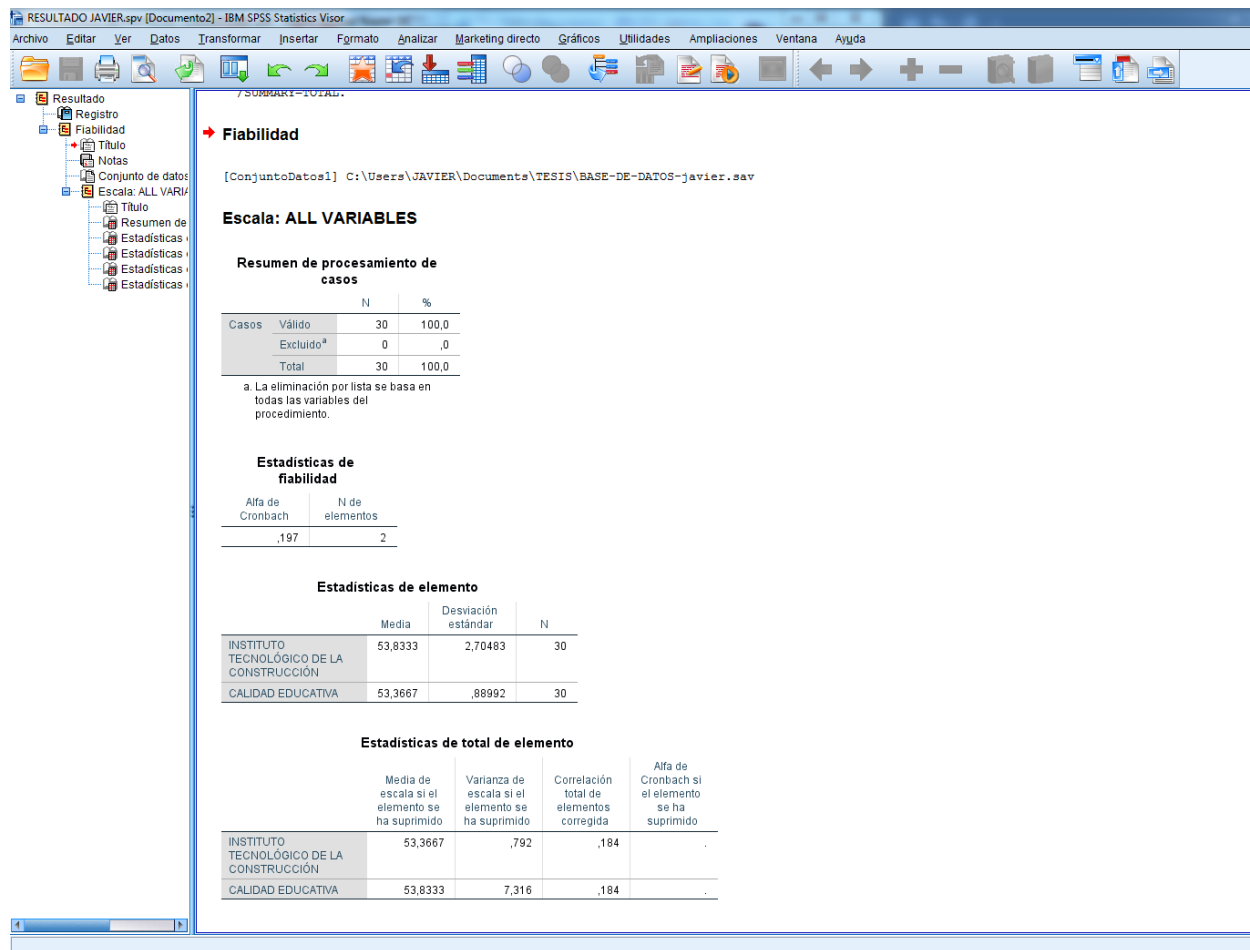 RESULTADO JAVIER.spv [Documento2] - IBM SPSS Statistics Visor
Archivo Editar Ver Datos Transformar Insertar Formato Analizar Marketing directo Gráficos Utilidades Ampliaciones Ventana Ayuda
Resultado
Registro
Fiabilidad
Título
Notas
Conjunto de datos
Escala: ALL VARIA
Título
Resumen de
Estadísticas
Estadísticas
Estadísticas
Estadísticas
/SUMMARY=TOTAL.
Fiabilidad
[ConjuntoDatos1] C:\Users\JAVIER\Documents\TESIS\BASE-DE-DATOS-javier.sav
Escala: ALL VARIABLES
Resumen de procesamiento de
casos
N %
Casos Válido 30 100,0
Excluido^a 0 ,0
Total 30 100,0
a. La eliminación por lista se basa en
todas las variables del
procedimiento.
Estadísticas de
fiabilidad
Alfa de N de
Cronbach elementos
,197 2
Estadísticas de elemento
Desviación
Media estándar N
INSTITUTO 53,8333 2,70483 30
TECNOLÓGICO DE LA
CONSTRUCCIÓN
CALIDAD EDUCATIVA 53,3667 ,88992 30
Estadísticas de total de elemento
Alfa de
Media de Varianza de Correlación Cronbach si
escala si el escala si el total de el elemento
elemento se elemento se elementos se ha
ha suprimido ha suprimido corregida suprimido
INSTITUTO 53,3667 ,792 ,184 .
TECNOLÓGICO DE LA
CONSTRUCCIÓN
CALIDAD EDUCATIVA 53,8333 7,316 ,184 .